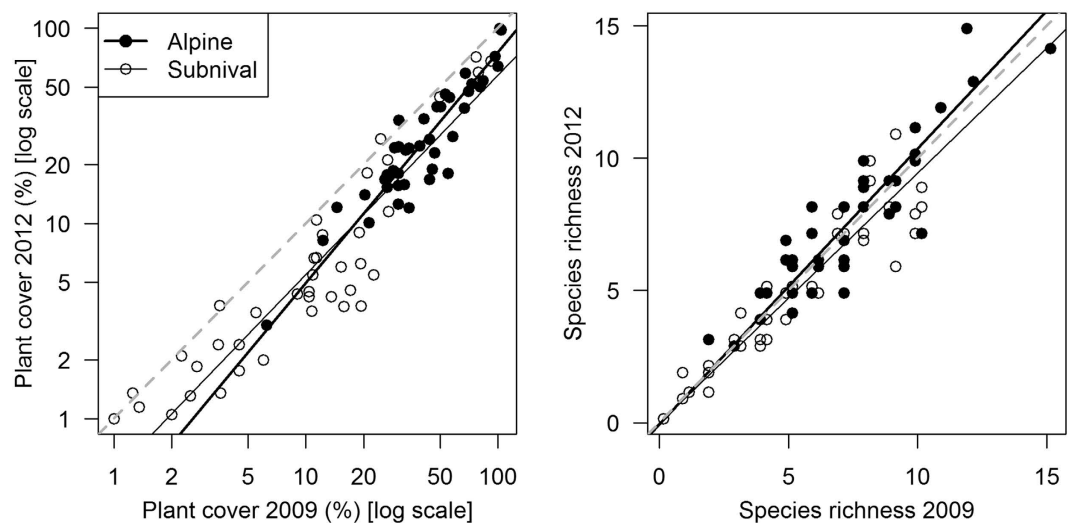 Alpine
Subnival
Plant cover 2012 (%) [log scale]
100
50
20
10
5
2
1
1 2 5 10 20 50 100
Plant cover 2009 (%) [log scale]
Species richness 2012
15
10
5
0
0 5 10 15
Species richness 2009